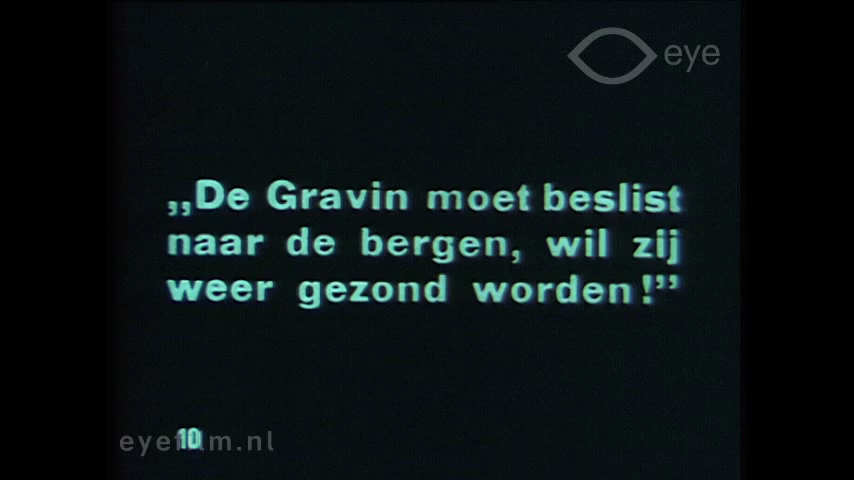 eye
„De Gravin moet beslist
naar de bergen, wil zij
weer gezond worden!”
10
eyefilm.nl